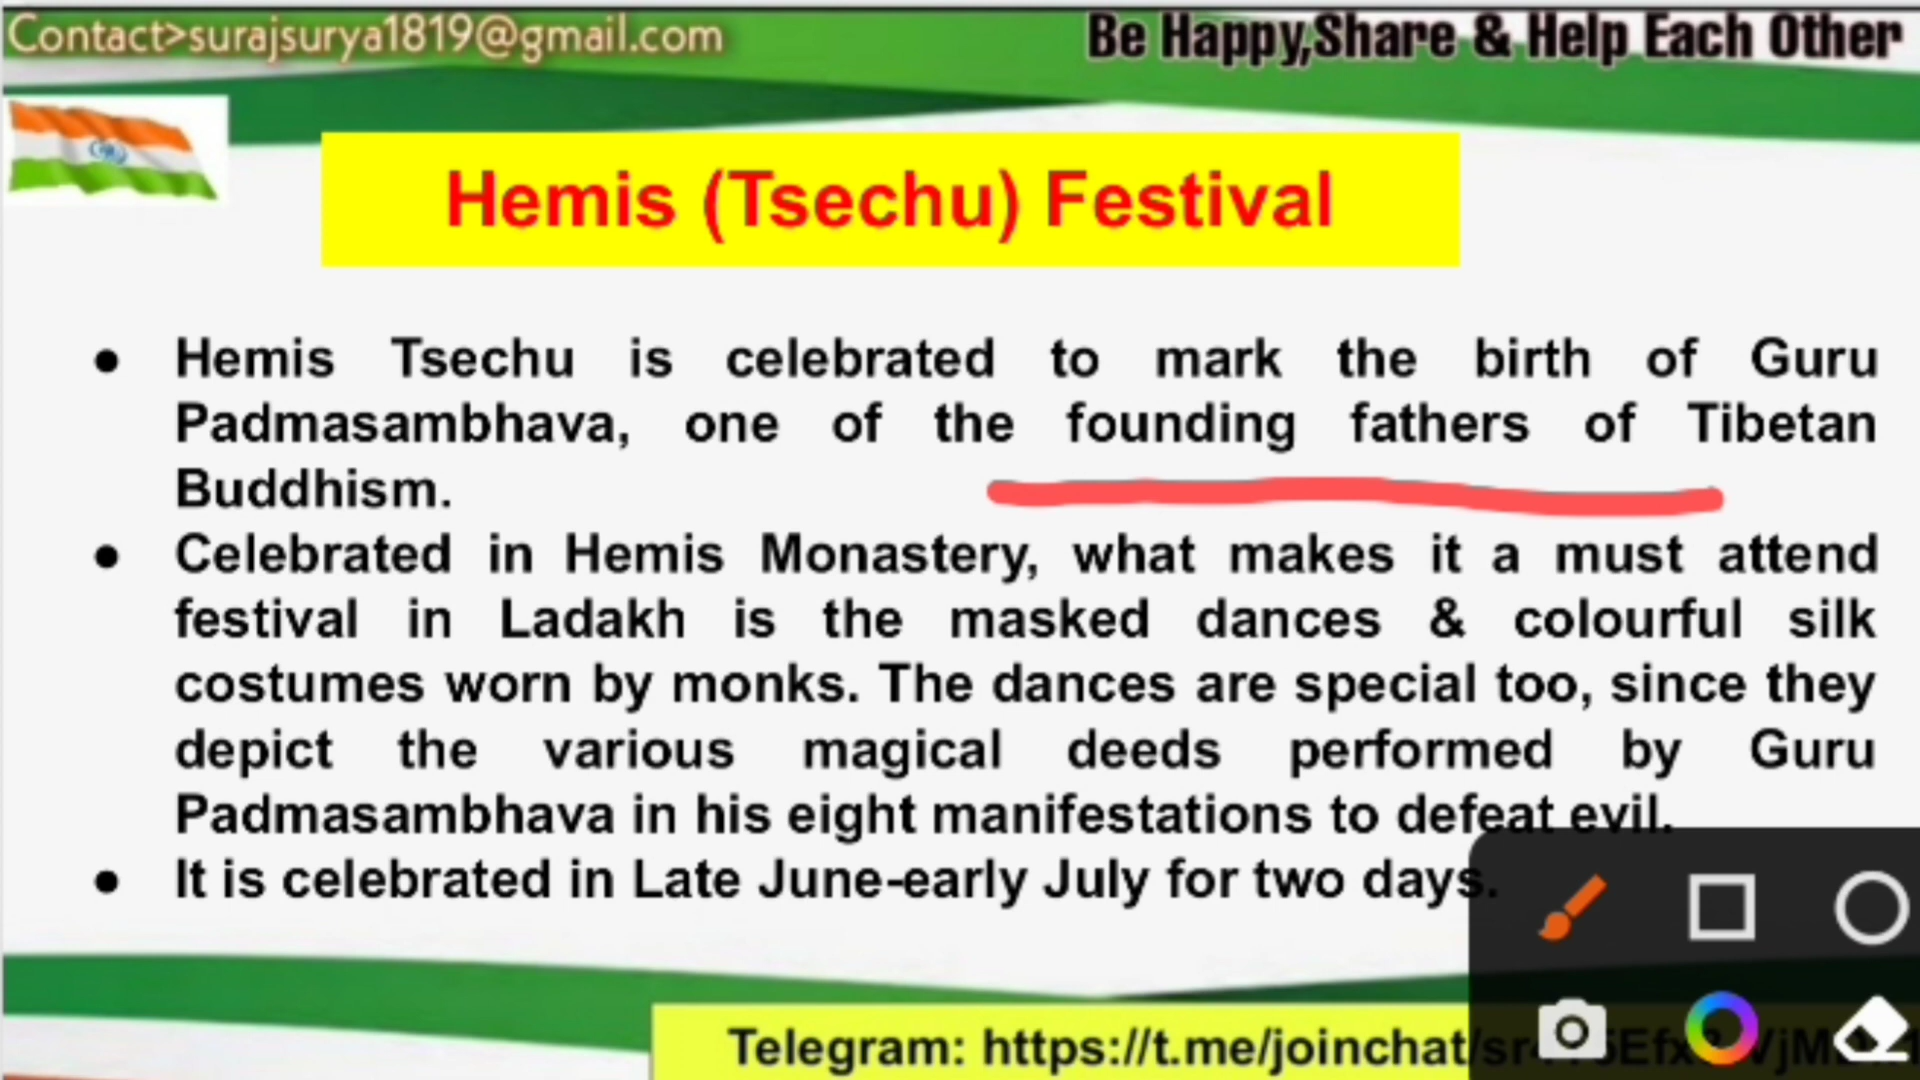 Contact>surajsurya1819@gmail.com
Be Happy,Share & Help Each Other
Hemis (Tsechu) Festival
● Hemis Tsechu is celebrated to mark the birth of Guru
Padmasambhava, one of the founding fathers of Tibetan
Buddhism.
● Celebrated in Hemis Monastery, what makes it a must attend
festival in Ladakh is the masked dances & colourful silk
costumes worn by monks. The dances are special too, since they
depict the various magical deeds performed by Guru
Padmasambhava in his eight manifestations to defeat evil.
● It is celebrated in Late June-early July for two days.
Telegram: https://t.me/joinchat/